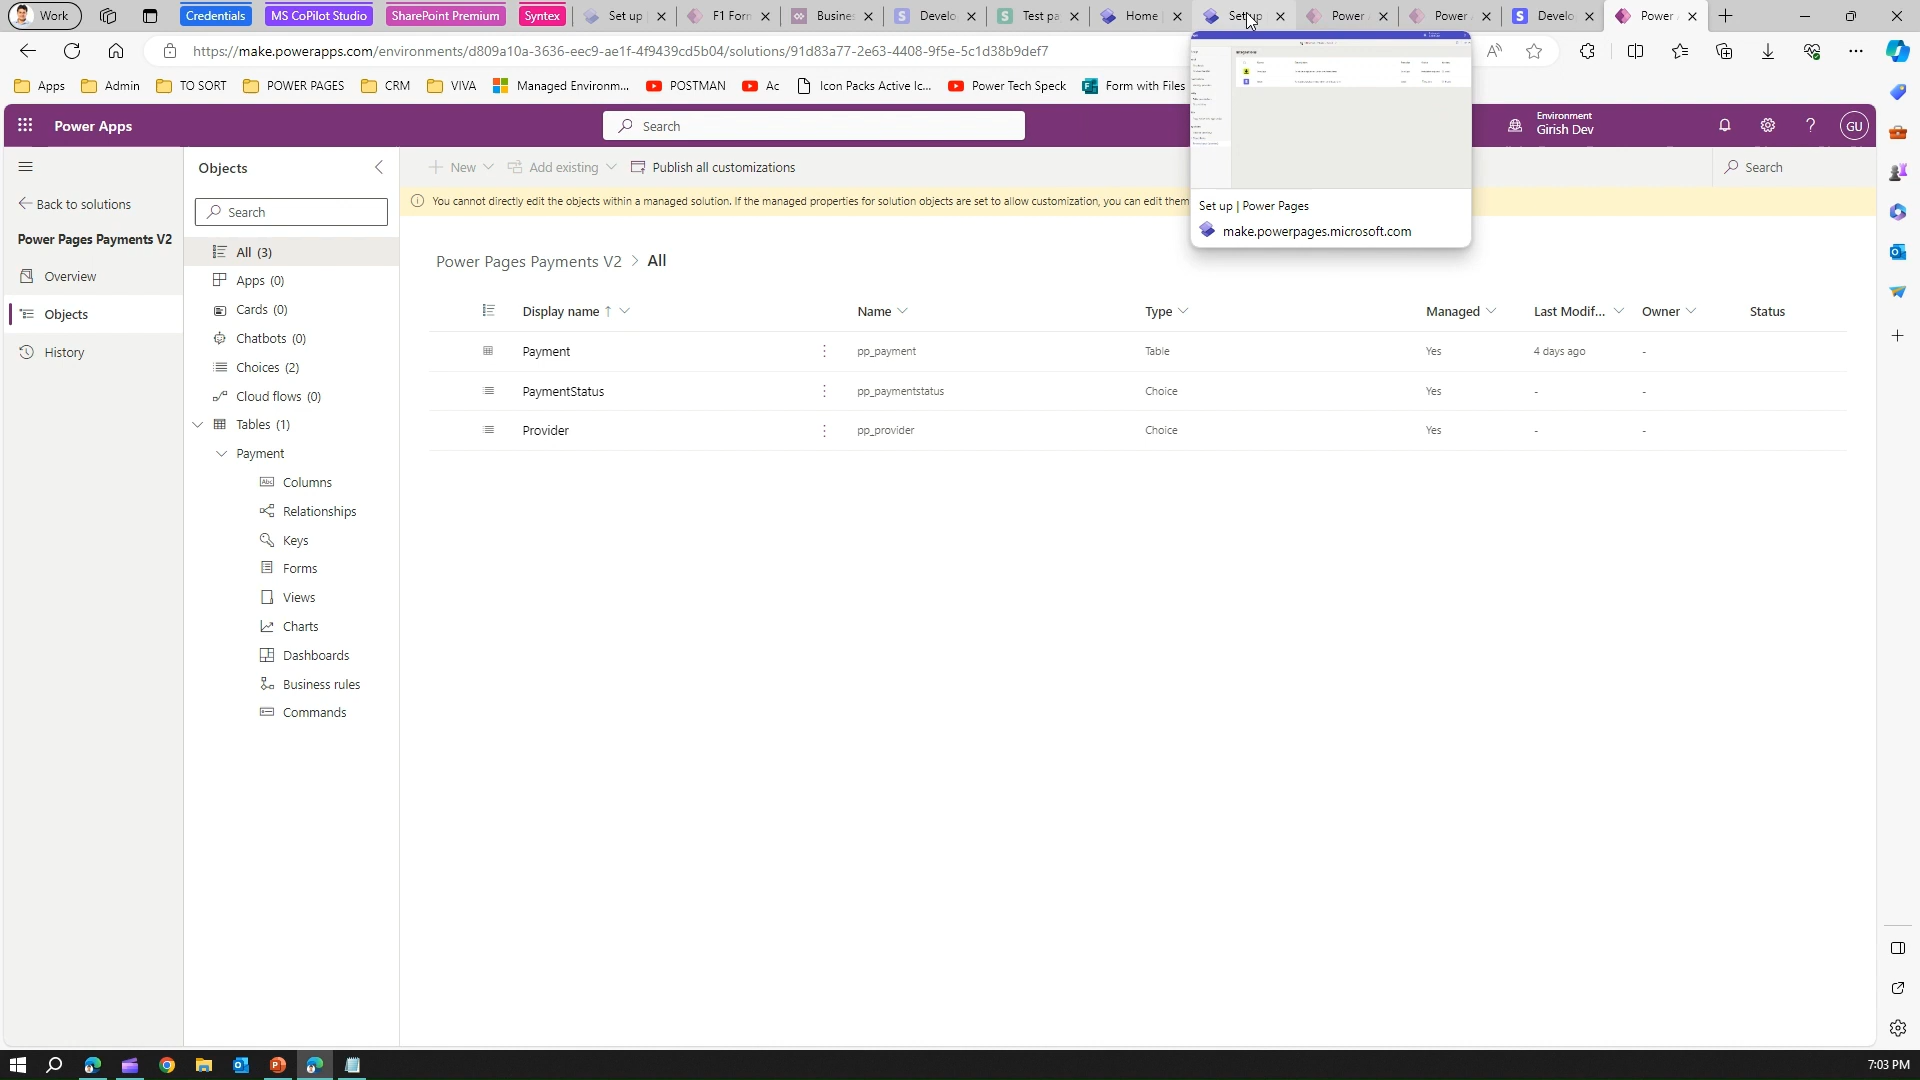 Work
Credentials
MS CoPilot Studio
SharePoint Premium
Syntex
Set up
F1 Forn
Busine:
Develo
Test pa
Home
Set up
Power
Power
Develo
Power
https://make.powerapps.com/environments/d809a10a-3636-eec9-ae1f-4f9439cd5b04/solutions/91d83a77-2e63-4408-9f5e-5c1d38b9def7
Apps
Admin
TO SORT
POWER PAGES
CRM
VIVA
Managed Environm...
POSTMAN
Ac
Icon Packs Active Ic...
Power Tech Speck
Form with Files
Power Apps
Search
Environment
Girish Dev
GU
Set up | Power Pages
make.powerpages.microsoft.com
Back to solutions
Power Pages Payments V2
Overview
Objects
History
Objects
Search
All (3)
Apps (0)
Cards (0)
Chatbots (0)
Choices (2)
Cloud flows (0)
Tables (1)
Payment
Columns
Relationships
Keys
Forms
Views
Charts
Dashboards
Business rules
Commands
New
Add existing
Publish all customizations
Search
You cannot directly edit the objects within a managed solution. If the managed properties for solution objects are set to allow customization, you can edit them
Power Pages Payments V2 > All
Display name ↑ Name Type Managed Last Modif... Owner Status
Payment pp_payment Table Yes 4 days ago -
PaymentStatus pp_paymentstatus Choice Yes - -
Provider pp_provider Choice Yes - -
7:03 PM